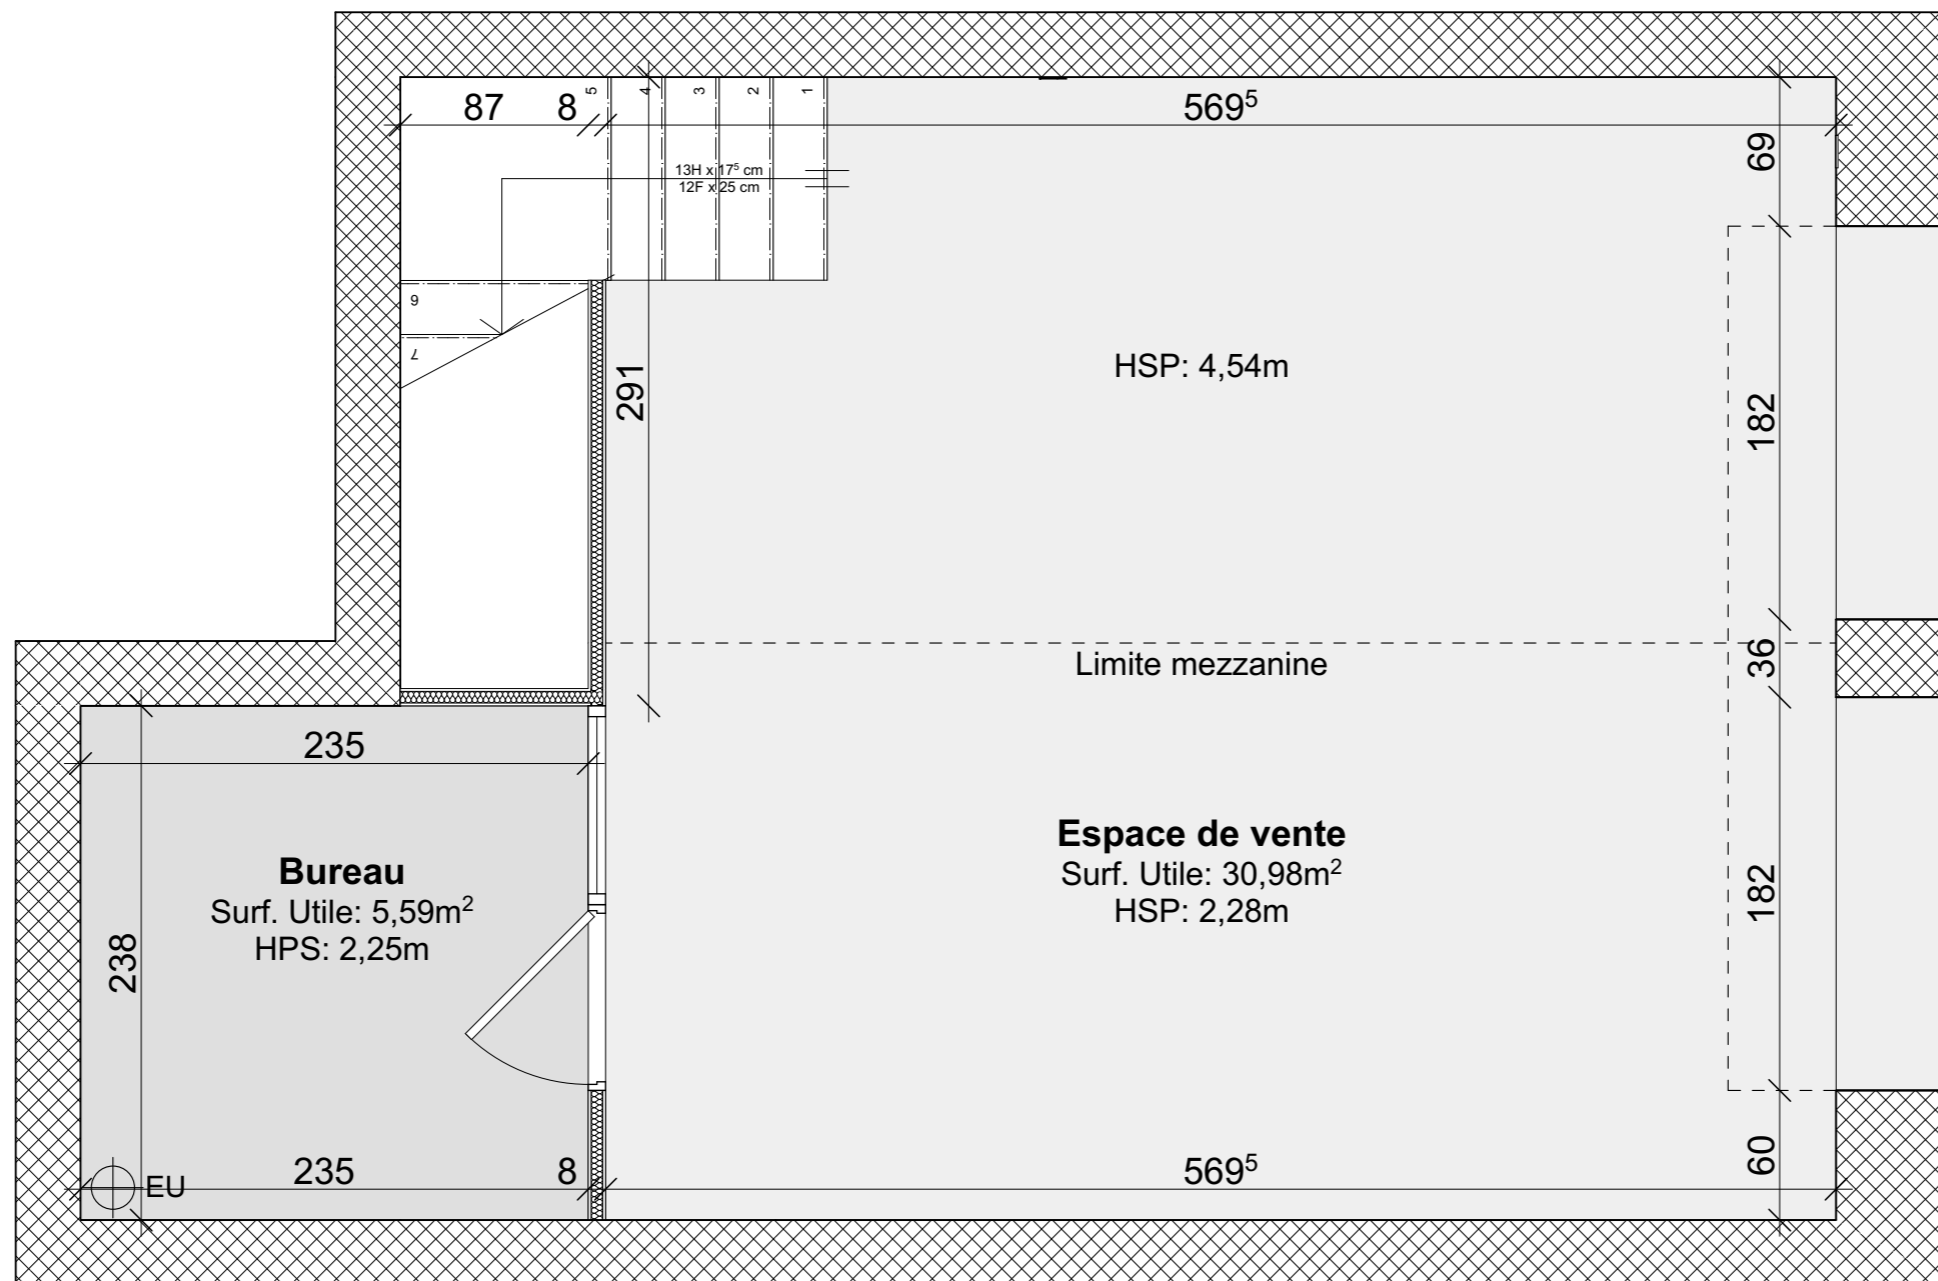 87
8
569⁵
5
4
3
2
1
13H x 17⁵ cm
12F x 25 cm
69
6
7
291
HSP: 4,54m
182
Limite mezzanine
36
235
Espace de vente
Surf. Utile: 30,98m²
HSP: 2,28m
Bureau
Surf. Utile: 5,59m²
HPS: 2,25m
182
238
235
8
569⁵
60
EU